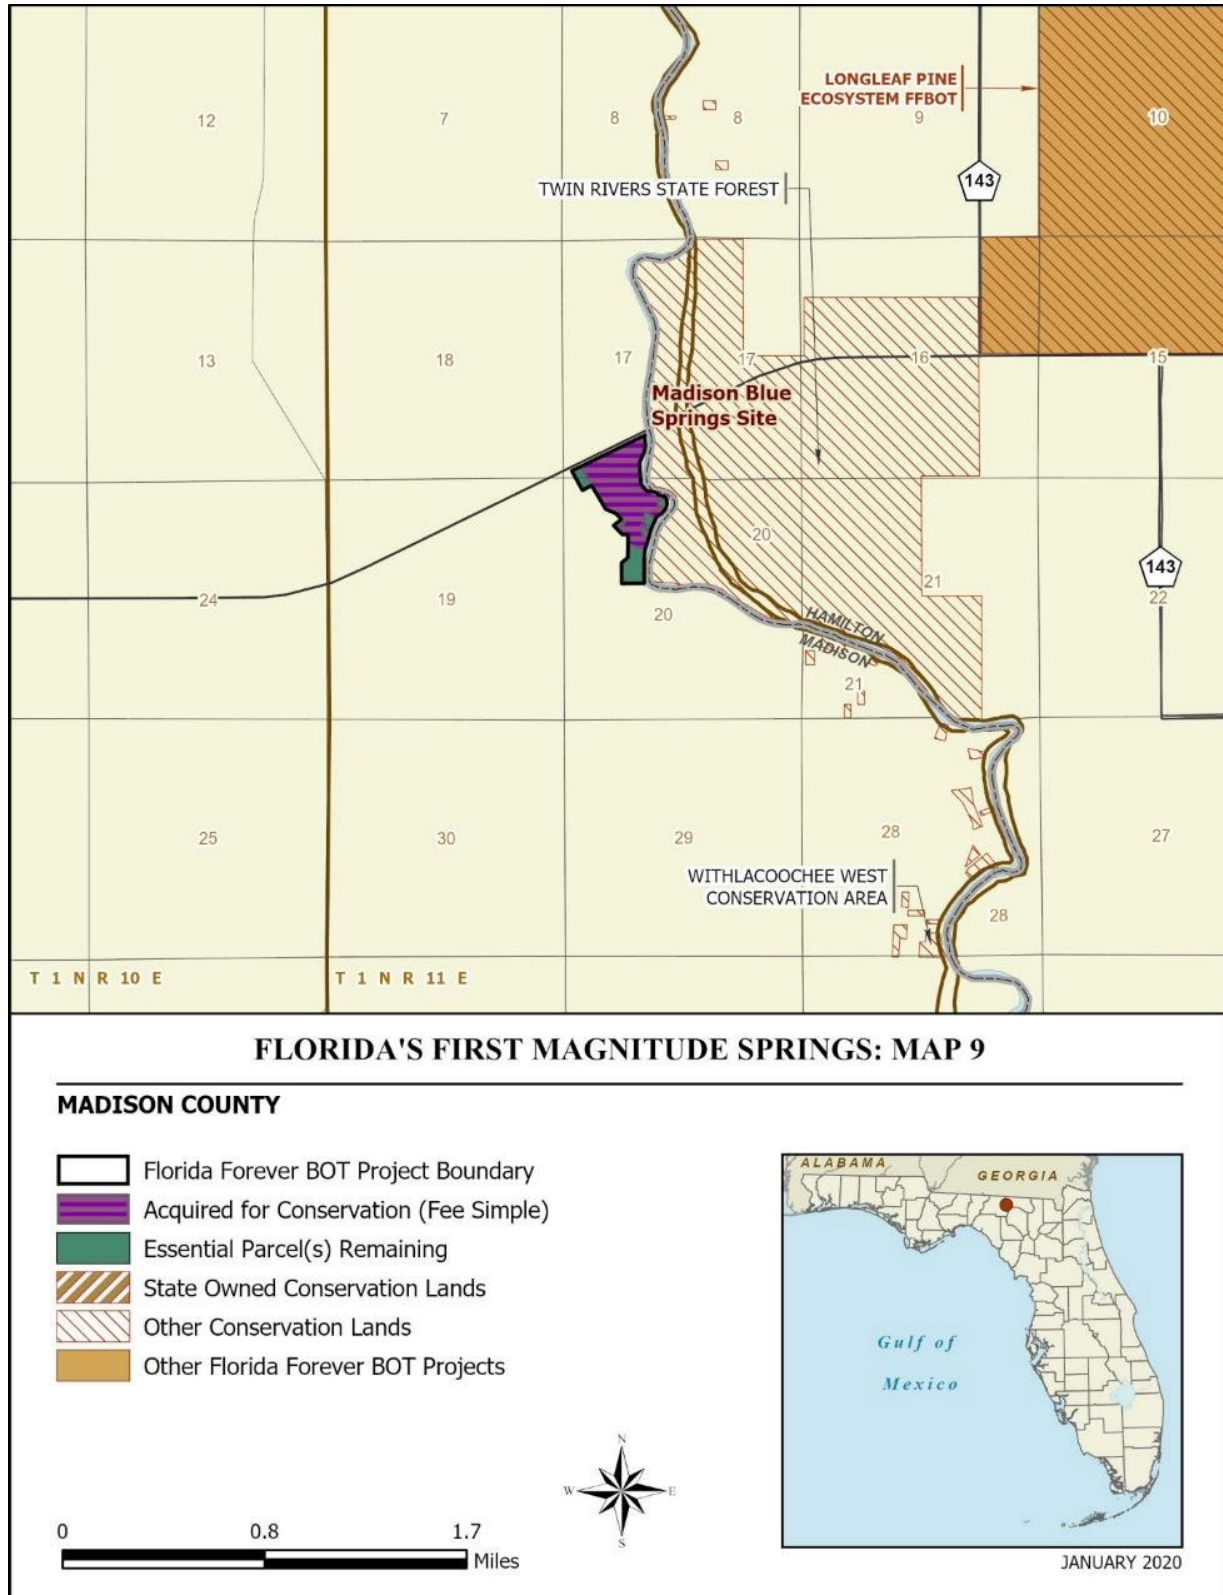 LONGLEAF PINE
ECOSYSTEM FFBOT
12
7
8
8
9
10
143
TWIN RIVERS STATE FOREST
13
18
17
17
16
15
Madison Blue
Springs Site
20
143
24
19
20
21
22
HAMILTON
MADISON
21
25
30
29
28
27
WITHLACOOCHEE WEST
CONSERVATION AREA
28
T 1 N R 10 E
T 1 N R 11 E
FLORIDA'S FIRST MAGNITUDE SPRINGS: MAP 9
MADISON COUNTY
Florida Forever BOT Project Boundary
Acquired for Conservation (Fee Simple)
Essential Parcel(s) Remaining
State Owned Conservation Lands
Other Conservation Lands
Other Florida Forever BOT Projects
ALABAMA
GEORGIA
Gulf of
Mexico
N
W E
S
0 0.8 1.7
Miles
JANUARY 2020